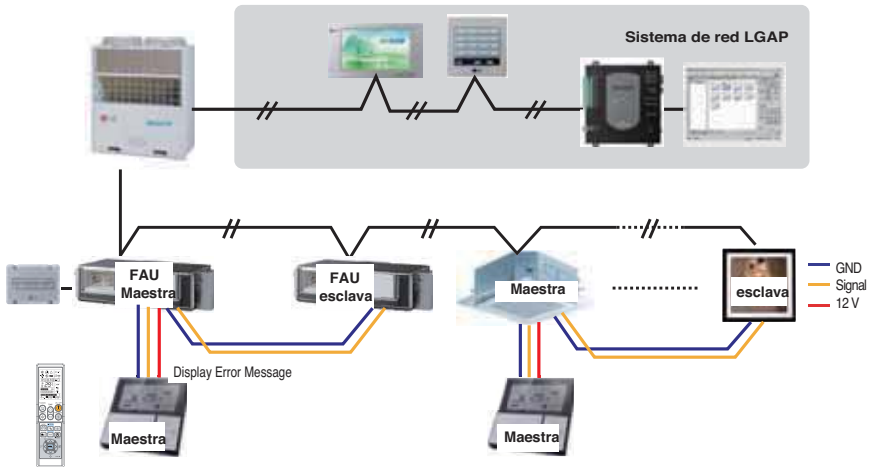 Sistema de red LGAP
FAU
Maestra
FAU
esclava
Maestra
esclava
GND
Signal
12 V
Display Error Message
Maestra
Maestra